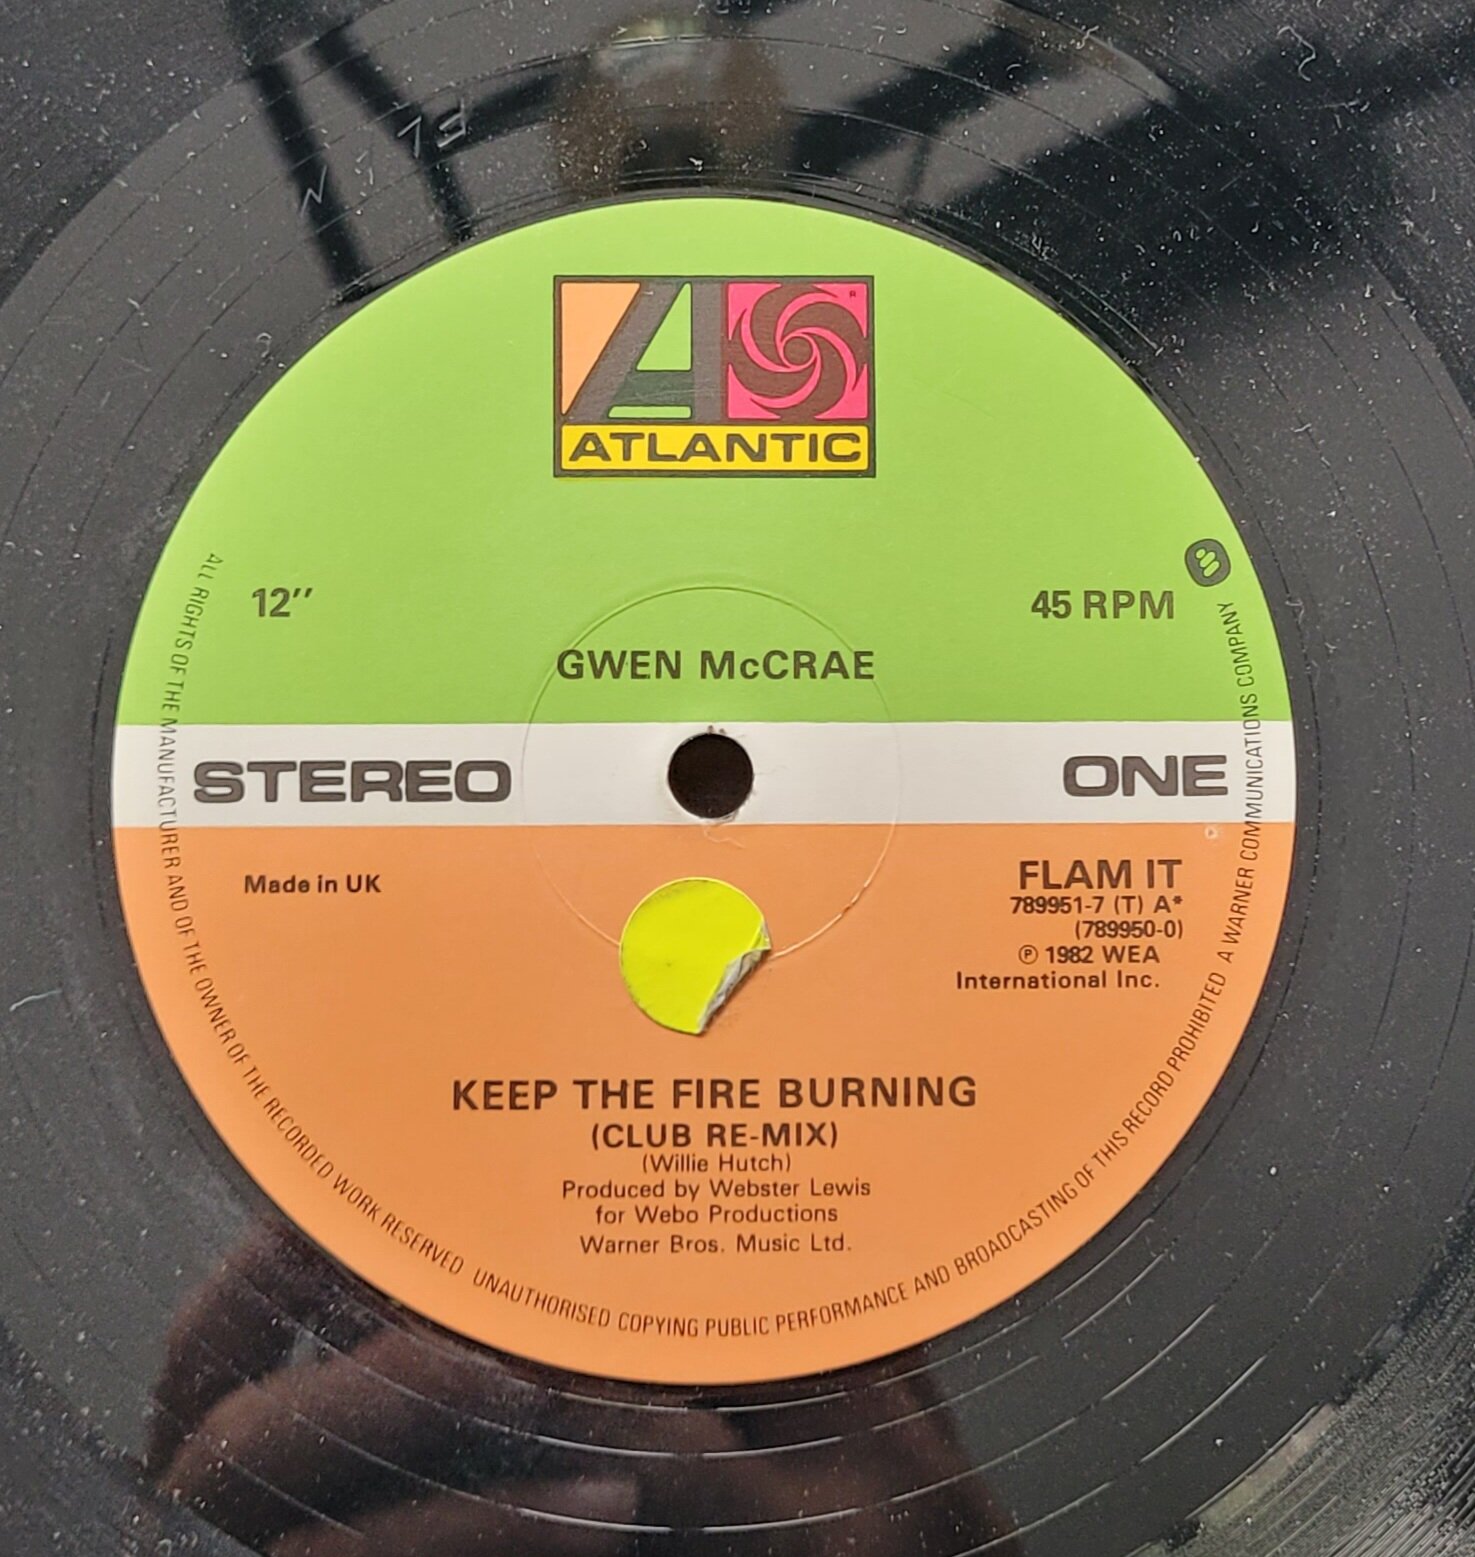 ATLANTIC
12"
45 RPM
GWEN McCRAE
STEREO
ONE
Made in UK
FLAM IT
789951-7 (T) A*
(789950-0)
℗ 1982 WEA
International Inc.
KEEP THE FIRE BURNING
(CLUB RE-MIX)
(Willie Hutch)
Produced by Webster Lewis
for Webo Productions
Warner Bros. Music Ltd.
ALL RIGHTS OF THE MANUFACTURER AND OF THE OWNER OF THE RECORDED WORK RESERVED UNAUTHORISED COPYING PUBLIC PERFORMANCE AND BROADCASTING OF THIS RECORD PROHIBITED A WARNER COMMUNICATIONS COMPANY